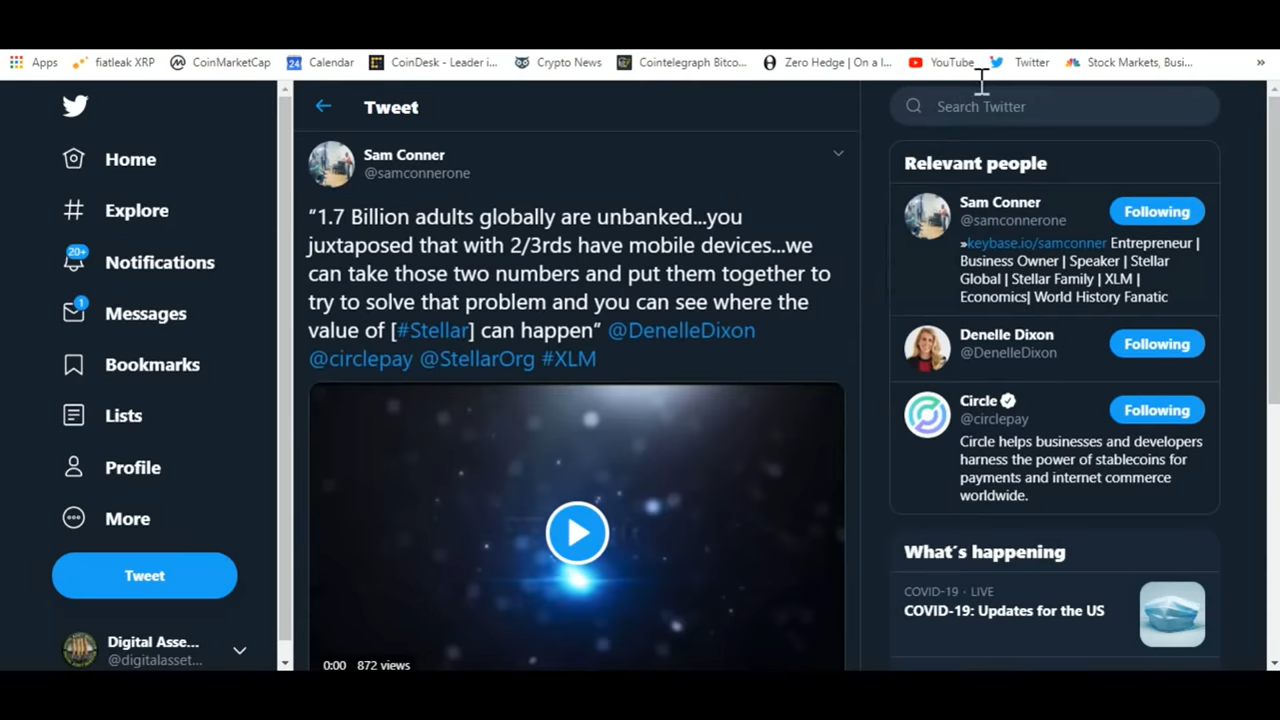 Apps fiatleak XRP CoinMarketCap 24 Calendar CoinDesk - Leader i... Crypto News Cointelegraph Bitco... Zero Hedge | On a l... YouTube Twitter Stock Markets, Busi... »
Home
Explore
20+
Notifications
1
Messages
Bookmarks
Lists
Profile
More
Tweet
Digital Asse...
@digitalasset...
Tweet
Sam Conner
@samconnerone
“1.7 Billion adults globally are unbanked...you
juxtaposed that with 2/3rds have mobile devices...we
can take those two numbers and put them together to
try to solve that problem and you can see where the
value of [#Stellar] can happen” @DenelleDixon
@circlepay @StellarOrg #XLM
0:00 872 views
Search Twitter
Relevant people
Sam Conner
@samconnerone
Following
»keybase.io/samconner Entrepreneur |
Business Owner | Speaker | Stellar
Global | Stellar Family | XLM |
Economics| World History Fanatic
Denelle Dixon
@DenelleDixon
Following
Circle
@circlepay
Following
Circle helps businesses and developers
harness the power of stablecoins for
payments and internet commerce
worldwide.
What's happening
COVID-19 · LIVE
COVID-19: Updates for the US